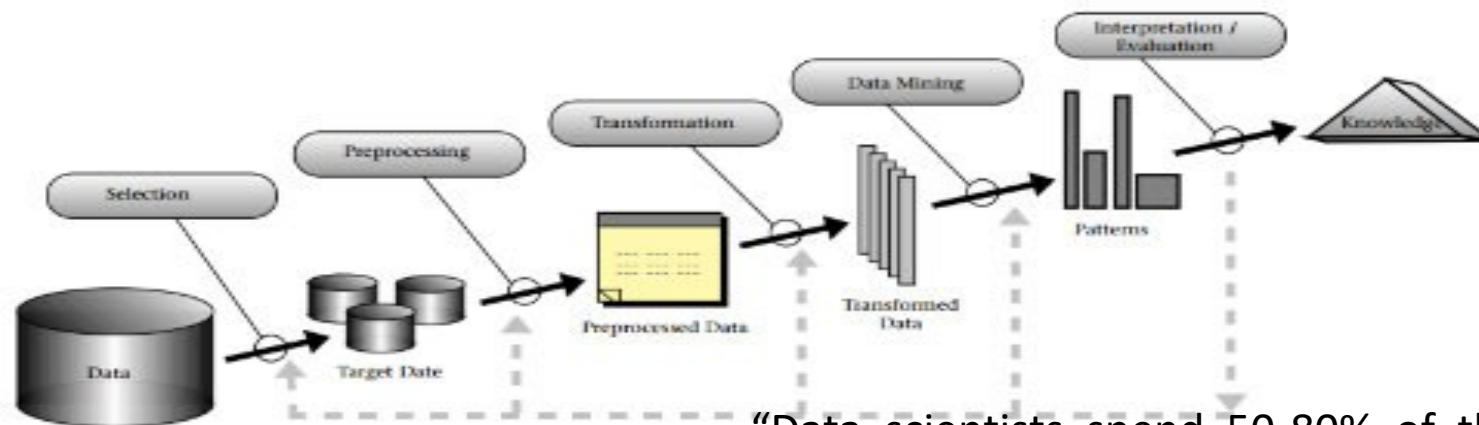 Interpretation /
Evaluation
Data Mining
Transformation
Preprocessing
Selection
Knowledge
Patterns
Transformed
Data
Preprocessed Data
Target Date
Data
“Data scientists spend 50-80% of